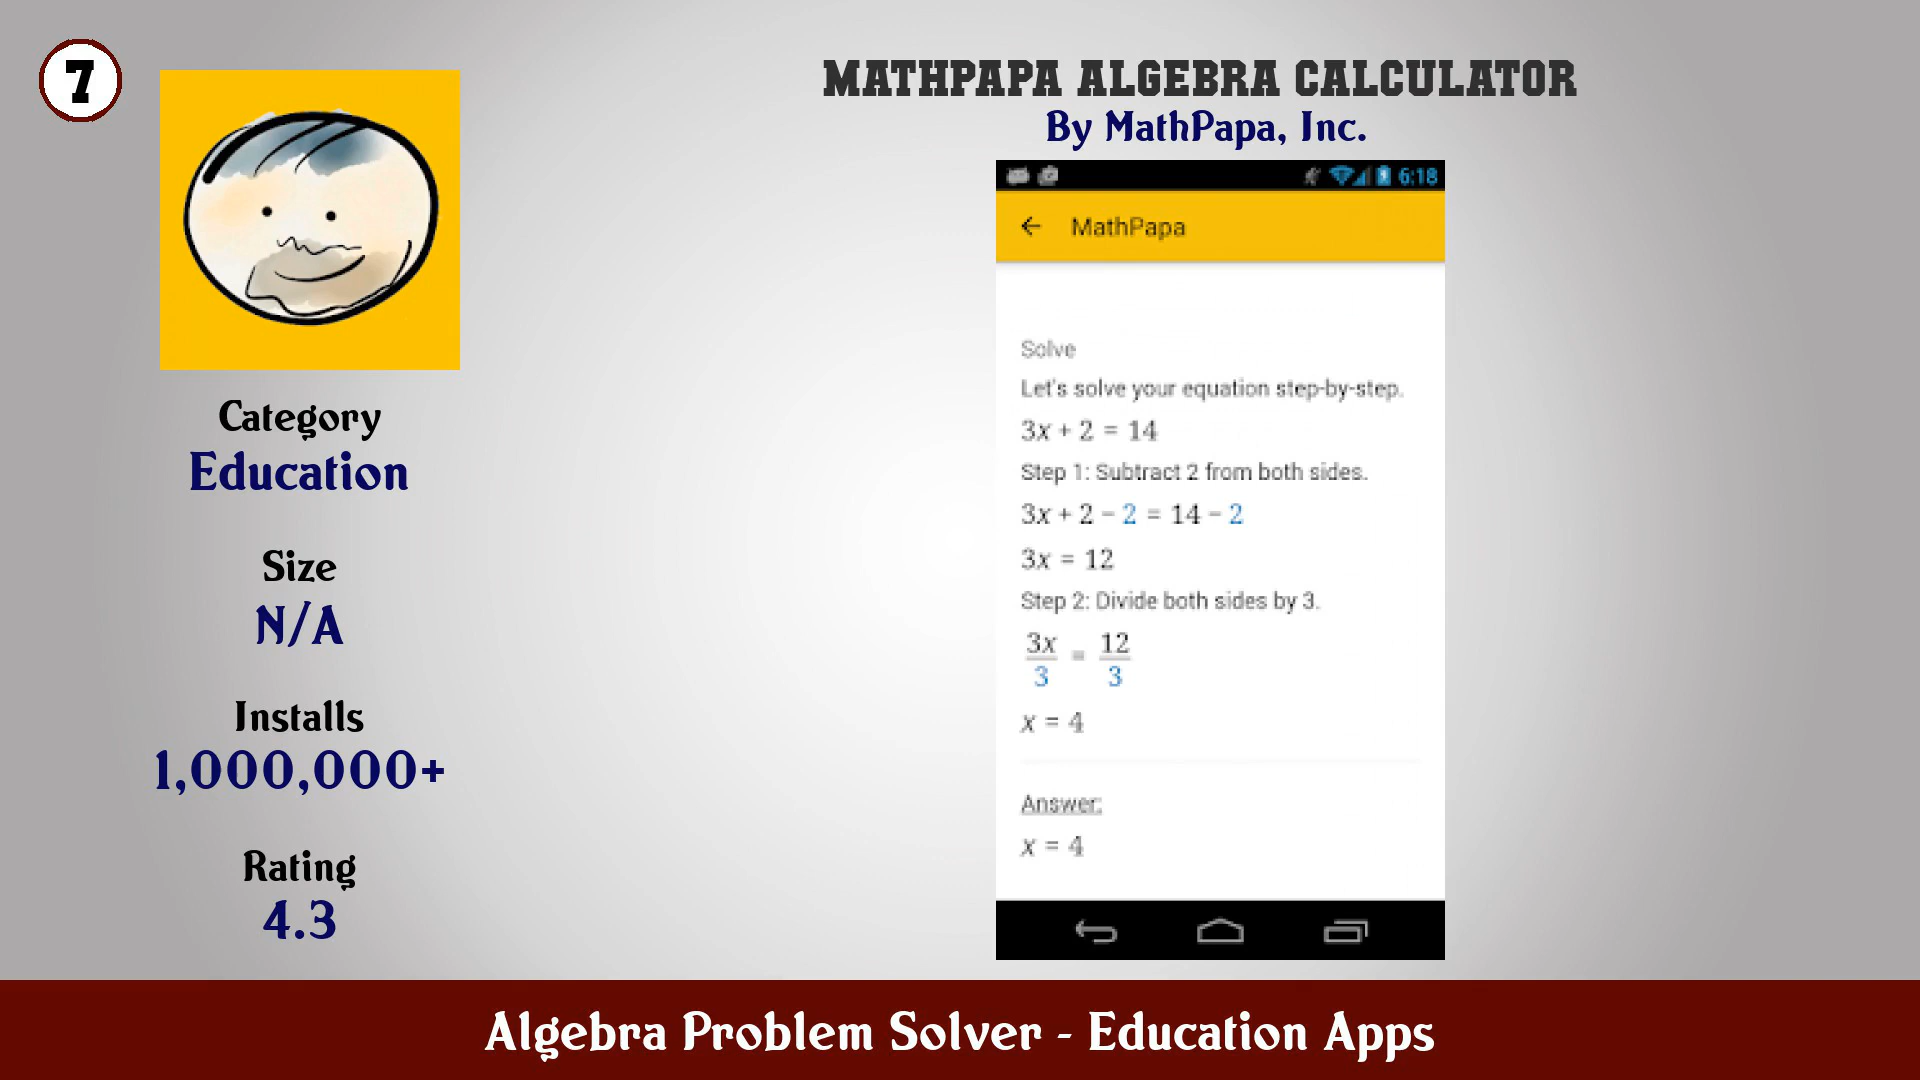 7
MATHPAPA ALGEBRA CALCULATOR
By MathPapa, Inc.
Category
Education
Size
N/A
Installs
1,000,000+
Rating
4.3
6:18
MathPapa
Solve
Let's solve your equation step-by-step.
3x + 2 = 14
Step 1: Subtract 2 from both sides.
3x + 2 − 2 = 14 − 2
3x = 12
Step 2: Divide both sides by 3.
3x/3 = 12/3
x = 4
Answer:
x = 4
Algebra Problem Solver - Education Apps